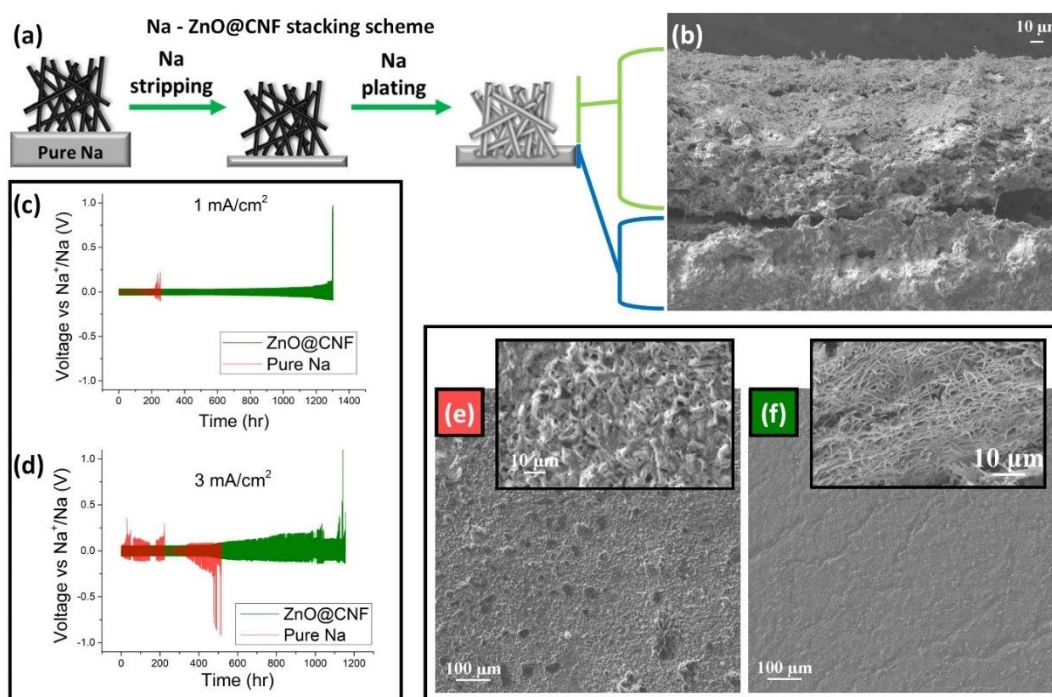 (a)
Na - ZnO@CNF stacking scheme
Na
stripping
Na
plating
Pure Na
(b)
10 µm
(c)
1 mA/cm²
1.0
0.5
0.0
-0.5
-1.0
Voltage vs Na⁺/Na (V)
ZnO@CNF
Pure Na
0 200 400 600 800 1000 1200 1400
Time (hr)
(d)
3 mA/cm²
1.0
0.5
0.0
-0.5
-1.0
Voltage vs Na⁺/Na (V)
ZnO@CNF
Pure Na
0 200 400 600 800 1000 1200
Time (hr)
(e)
10 µm
100 µm
(f)
10 µm
100 µm